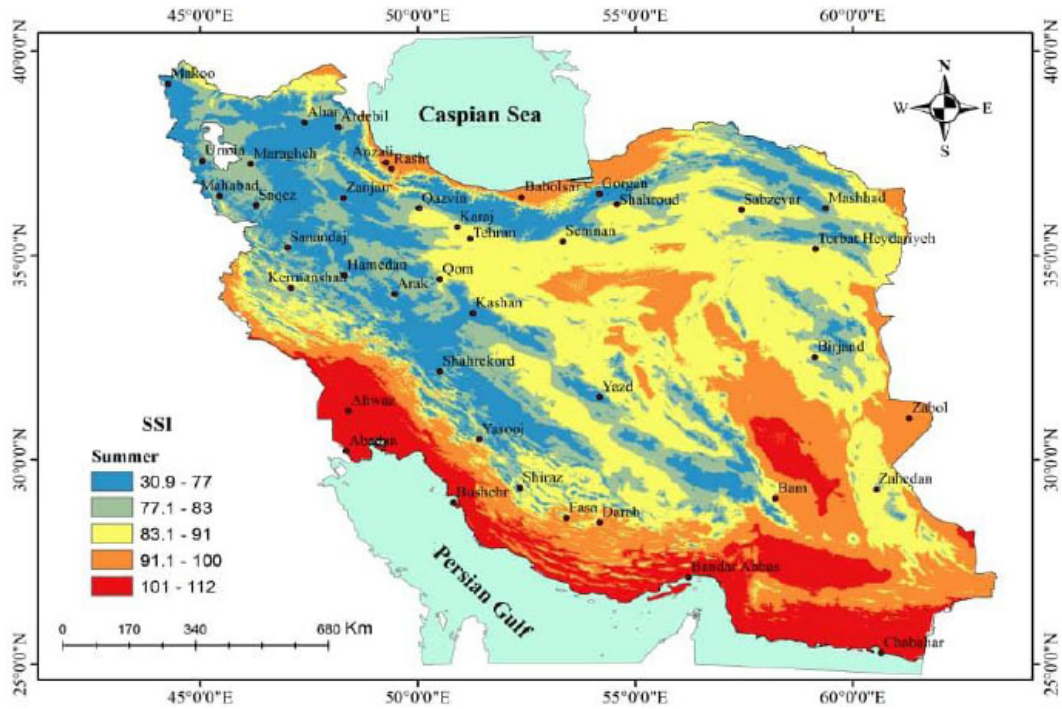 45°0'0"E 50°0'0"E 55°0'0"E 60°0'0"E
40°0'0"N 40°0'0"N
Makoo
N
W E
S
Caspian Sea
Ahar
Ardebil
Urmia
Maragheh
Anzali
Rasht
Mahabad
Saqez
Zanjan
Qazvin
Babolsar
Gorgan
Shahroud
Sabzevar
Mashhad
Karaj
Tehran
Semnan
Torbat Heydariyeh
Sanandaj
35°0'0"N 35°0'0"N
Hamedan
Kermanshah
Qom
Arak
Kashan
Birjand
Shahrekord
Yazd
Ahwaz
Zabol
Abadan
Yasooj
30°0'0"N 30°0'0"N
SSI
Summer
30.9 - 77
77.1 - 83
83.1 - 91
91.1 - 100
101 - 112
Shiraz
Bam
Zahedan
Bushehr
Fasa
Darab
Persian Gulf
Bandar Abbas
0 170 340 680 Km
Chabahar
25°0'0"N 25°0'0"N
45°0'0"E 50°0'0"E 55°0'0"E 60°0'0"E